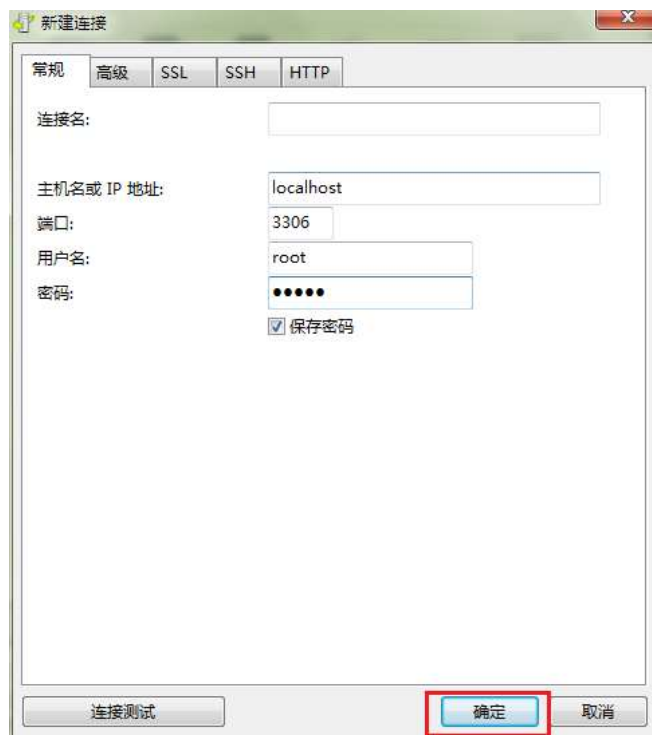 新建连接
常规 高级 SSL SSH HTTP
连接名:
主机名或 IP 地址: localhost
端口: 3306
用户名: root
密码: ●●●●●
保存密码
连接测试 确定 取消